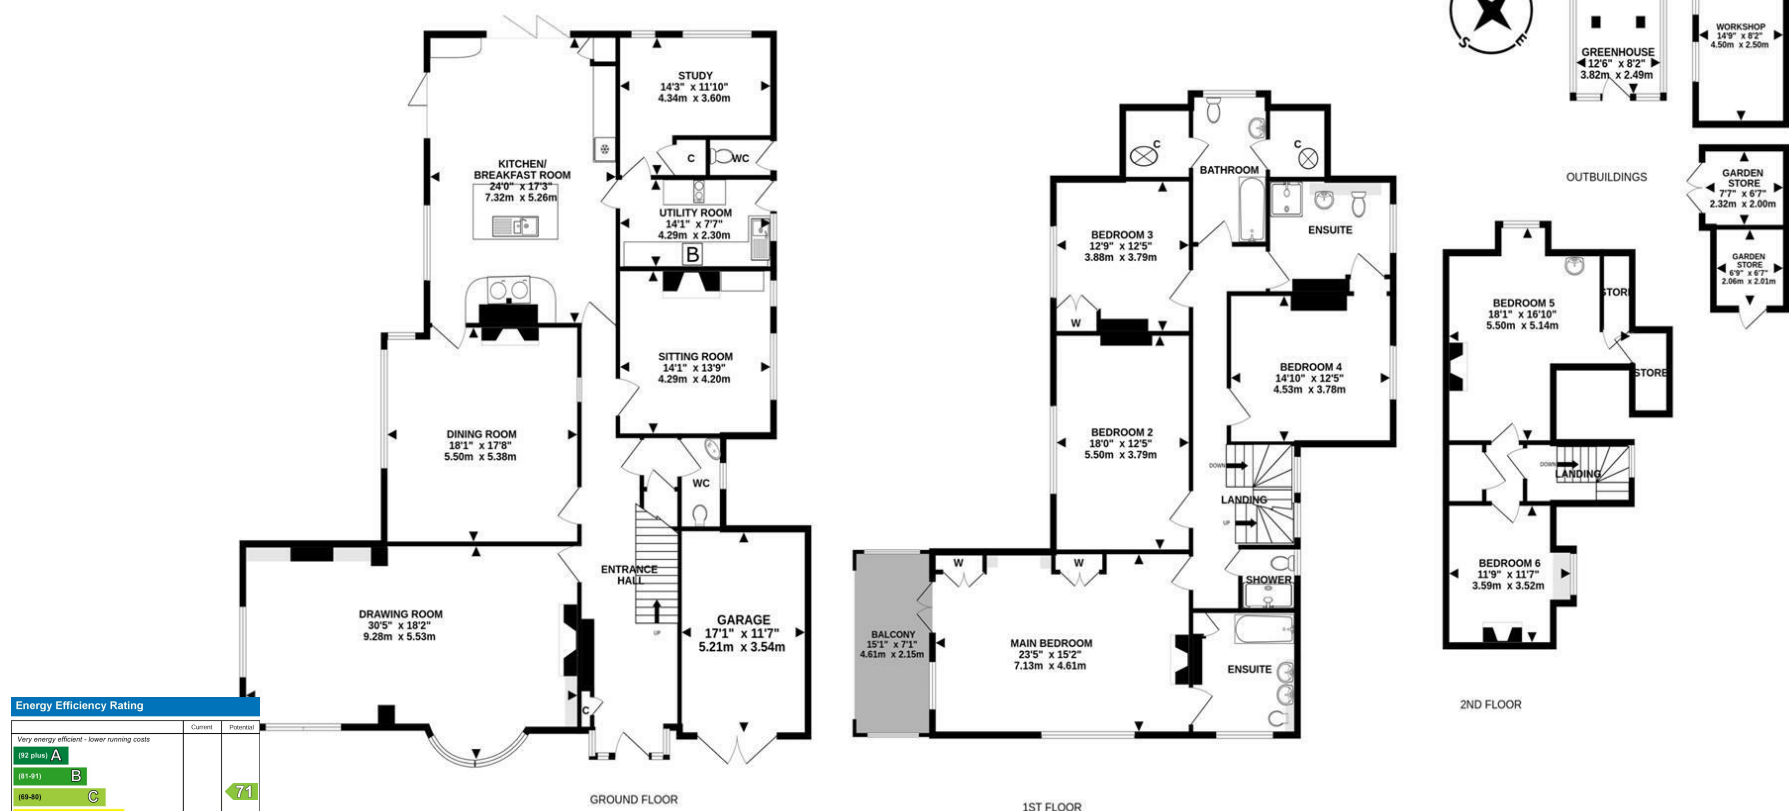 STUDY
14'3" x 11'10"
4.34m x 3.60m
C
WC
KITCHEN/
BREAKFAST ROOM
24'0" x 17'3"
7.32m x 5.26m
UTILITY ROOM
14'1" x 7'7"
4.29m x 2.30m
B
SITTING ROOM
14'1" x 13'9"
4.29m x 4.20m
DINING ROOM
18'1" x 17'8"
5.50m x 5.38m
WC
ENTRANCE
HALL
UP
DRAWING ROOM
30'5" x 18'2"
9.28m x 5.53m
GARAGE
17'1" x 11'7"
5.21m x 3.54m
C
GROUND FLOOR
Energy Efficiency Rating
Current
Potential
Very energy efficient - lower running costs
(92 plus) A
(81-91) B
(69-80) C
71
C
C
BATHROOM
BEDROOM 3
12'9" x 12'5"
3.88m x 3.79m
W
ENSUITE
BEDROOM 4
14'10" x 12'5"
4.53m x 3.78m
BEDROOM 2
18'0" x 12'5"
5.50m x 3.79m
DOWN
LANDING
UP
W
W
SHOWER
BALCONY
15'1" x 7'1"
4.61m x 2.15m
MAIN BEDROOM
23'5" x 15'2"
7.13m x 4.61m
ENSUITE
1ST FLOOR
S
E
GREENHOUSE
12'6" x 8'2"
3.82m x 2.49m
WORKSHOP
14'9" x 8'2"
4.50m x 2.50m
OUTBUILDINGS
GARDEN
STORE
7'7" x 6'7"
2.32m x 2.00m
GARDEN
STORE
6'9" x 6'7"
2.06m x 2.01m
BEDROOM 5
18'1" x 16'10"
5.50m x 5.14m
STORE
STORE
DOWN
LANDING
BEDROOM 6
11'9" x 11'7"
3.59m x 3.52m
2ND FLOOR